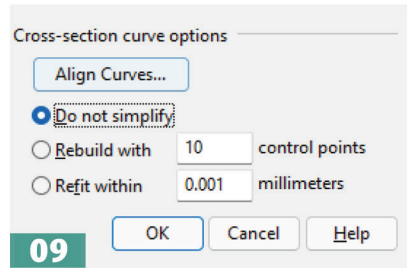 Cross-section curve options
Align Curves...
Do not simplify
Rebuild with 10 control points
Refit within 0.001 millimeters
OK Cancel Help
09